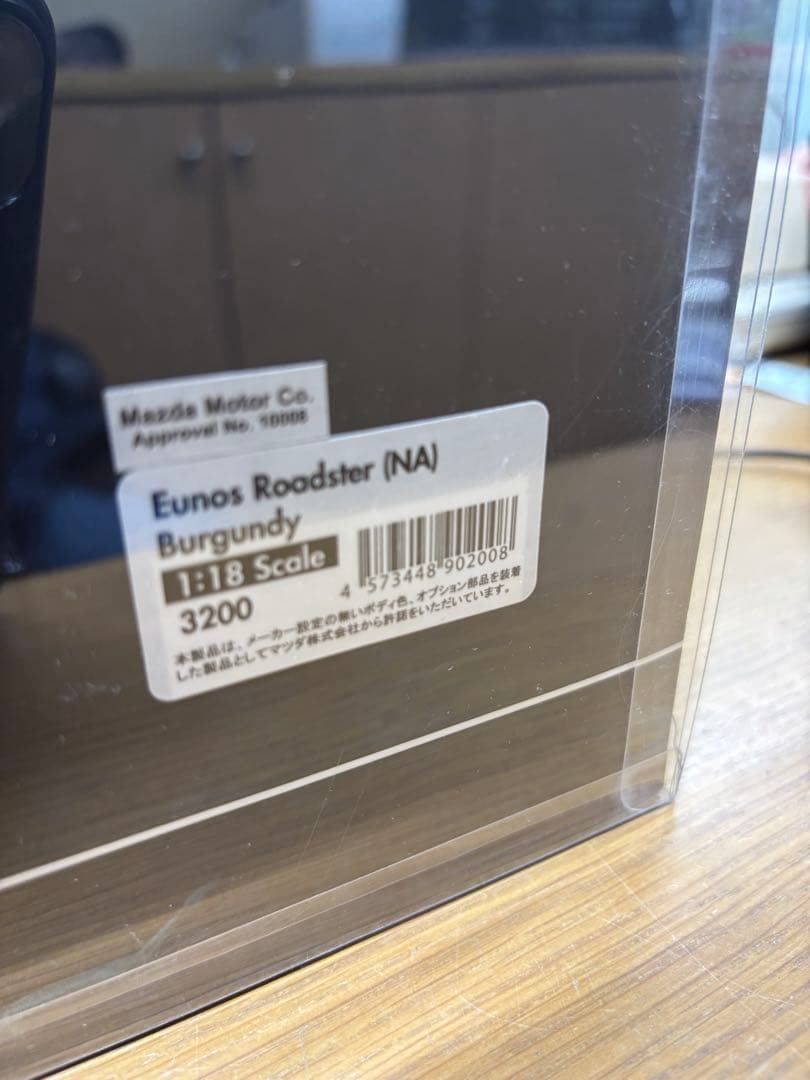 Mazda Motor Co.
Approval No. 10008
Eunos Roadster (NA)
Burgundy
1:18 Scale
3200
4 573448 902008
本製品は、メーカー設定の無いボディ色、オプション部品を装着
した製品としてマツダ株式会社から許諾をいただいています。